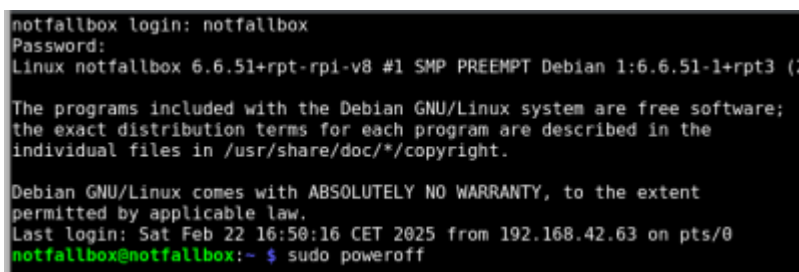 notfallbox login: notfallbox
Password:
Linux notfallbox 6.6.51+rpt-rpi-v8 #1 SMP PREEMPT Debian 1:6.6.51-1+rpt3 (
The programs included with the Debian GNU/Linux system are free software;
the exact distribution terms for each program are described in the
individual files in /usr/share/doc/*/copyright.
Debian GNU/Linux comes with ABSOLUTELY NO WARRANTY, to the extent
permitted by applicable law.
Last login: Sat Feb 22 16:50:16 CET 2025 from 192.168.42.63 on pts/0
notfallbox@notfallbox:~ $ sudo poweroff